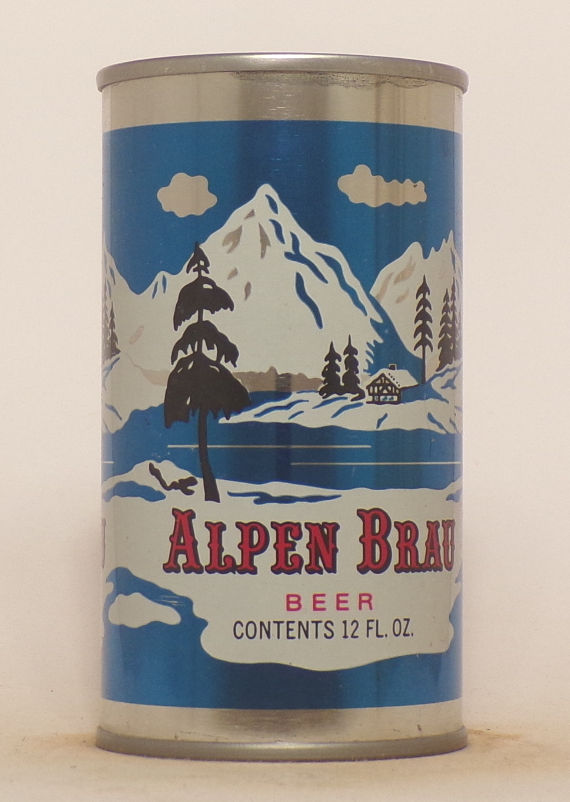 ALPEN BRAU
BEER
CONTENTS 12 FL. OZ.